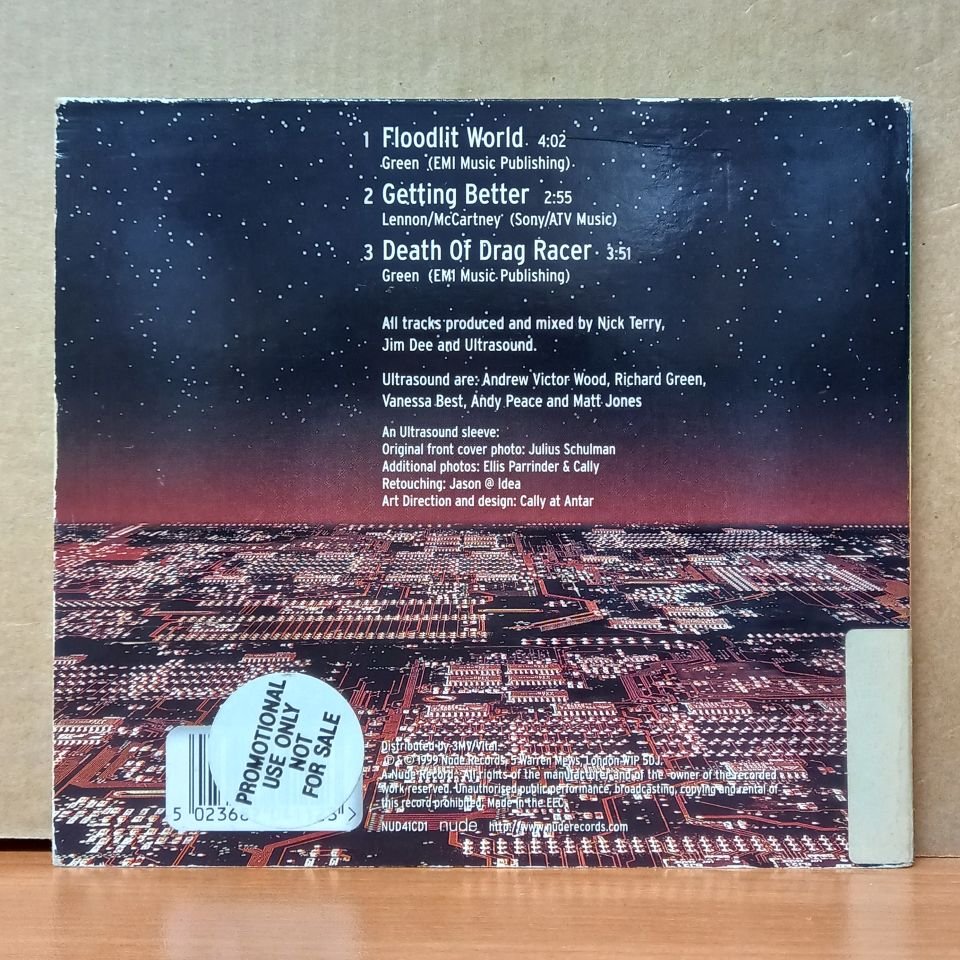 1 Floodlit World 4:02
Green (EMI Music Publishing)
2 Getting Better 2:55
Lennon/McCartney (Sony/ATV Music)
3 Death Of Drag Racer 3:51
Green (EMI Music Publishing)
All tracks produced and mixed by Nick Terry,
Jim Dee and Ultrasound.
Ultrasound are: Andrew Victor Wood, Richard Green,
Vanessa Best, Andy Peace and Matt Jones
An Ultrasound sleeve:
Original front cover photo: Julius Schulman
Additional photos: Ellis Parrinder & Cally
Retouching: Jason @ Idea
Art Direction and design: Cally at Antar
PROMOTIONAL
USE ONLY
NOT
FOR SALE
5 02368
Distributed by 3MV/Vital.
℗ & © 1999 Nude Records, 5 Warren Mews, London W1P 5DJ.
A Nude Record. All rights of the manufacturer and of the owner of the recorded
work reserved. Unauthorised public performance, broadcasting, copying and rental of
this record prohibited. Made in the EEC.
NUD41CD1 nude http://www.nuderecords.com